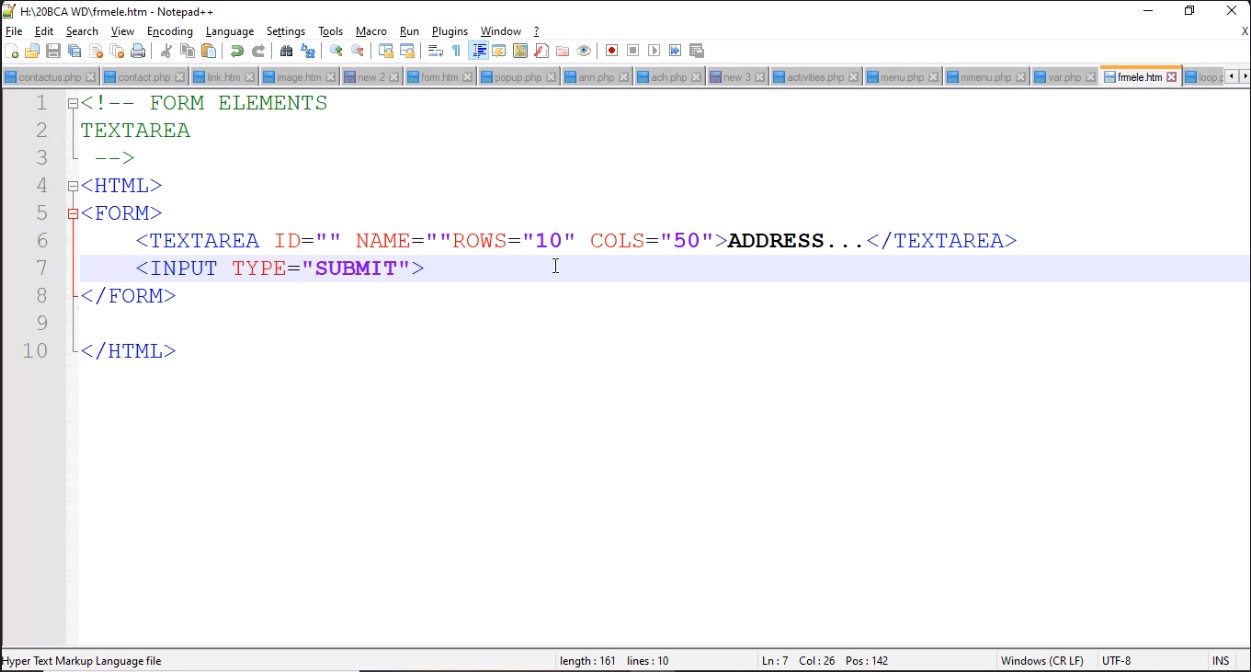 H:\20BCA WD\frmele.htm - Notepad++
File Edit Search View Encoding Language Settings Tools Macro Run Plugins Window ? X
contactus.php contact.php link.htm image.htm new 2 form.htm popup.php ann.php ach.php new 3 activities.php menu.php mmenu.php var.php frmele.htm loop.p
1 <!-- FORM ELEMENTS
2 TEXTAREA
3 -->
4 <HTML>
5 <FORM>
6 <TEXTAREA ID="" NAME=""ROWS="10" COLS="50">ADDRESS...</TEXTAREA>
7 <INPUT TYPE="SUBMIT">
8 </FORM>
9
10 </HTML>
Hyper Text Markup Language file length : 161 lines : 10 Ln : 7 Col : 26 Pos : 142 Windows (CR LF) UTF-8 INS